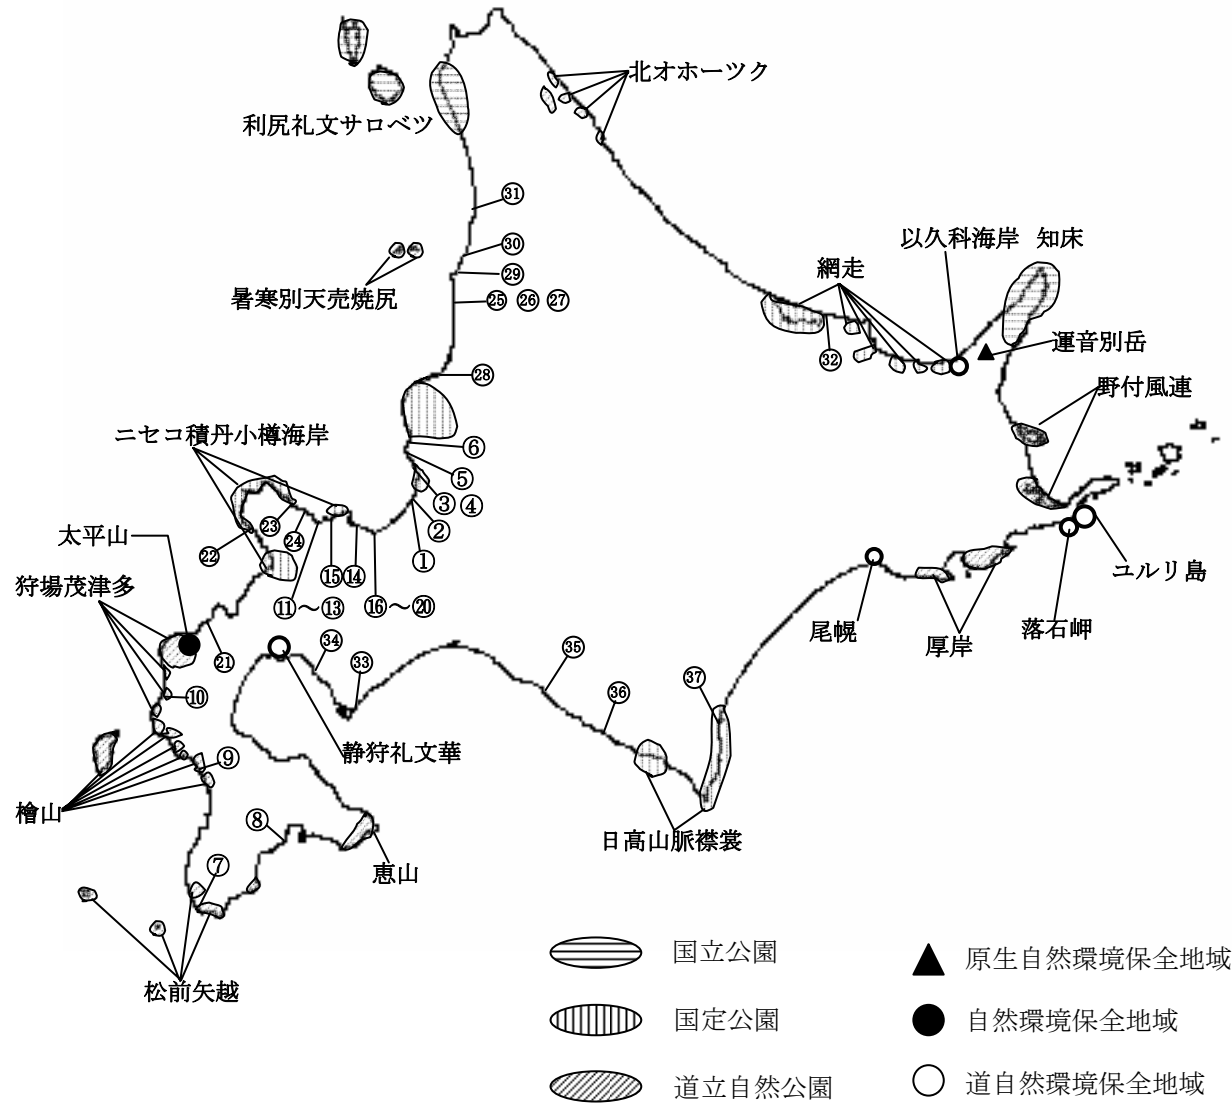 北オホーツク
利尻礼文サロベツ
㉛
以久科海岸
知床
㉚
網走
㉙
暑寒別天売焼尻
㉕ ㉖ ㉗
運音別岳
㉜
㉘
野付風連
ニセコ積丹小樽海岸
⑥
⑤
③ ④
㉓
②
太平山
㉔
㉒
①
ユルリ島
⑮⑭
狩場茂津多
⑪～⑬
⑯～⑳
尾幌
落石岬
厚岸
㉞
㉟
㉑
㉝
㊲
⑩
㊱
静狩礼文華
⑨
檜山
⑧
日高山脈襟裳
恵山
⑦
松前矢越
国立公園
原生自然環境保全地域
国定公園
自然環境保全地域
道立自然公園
道自然環境保全地域